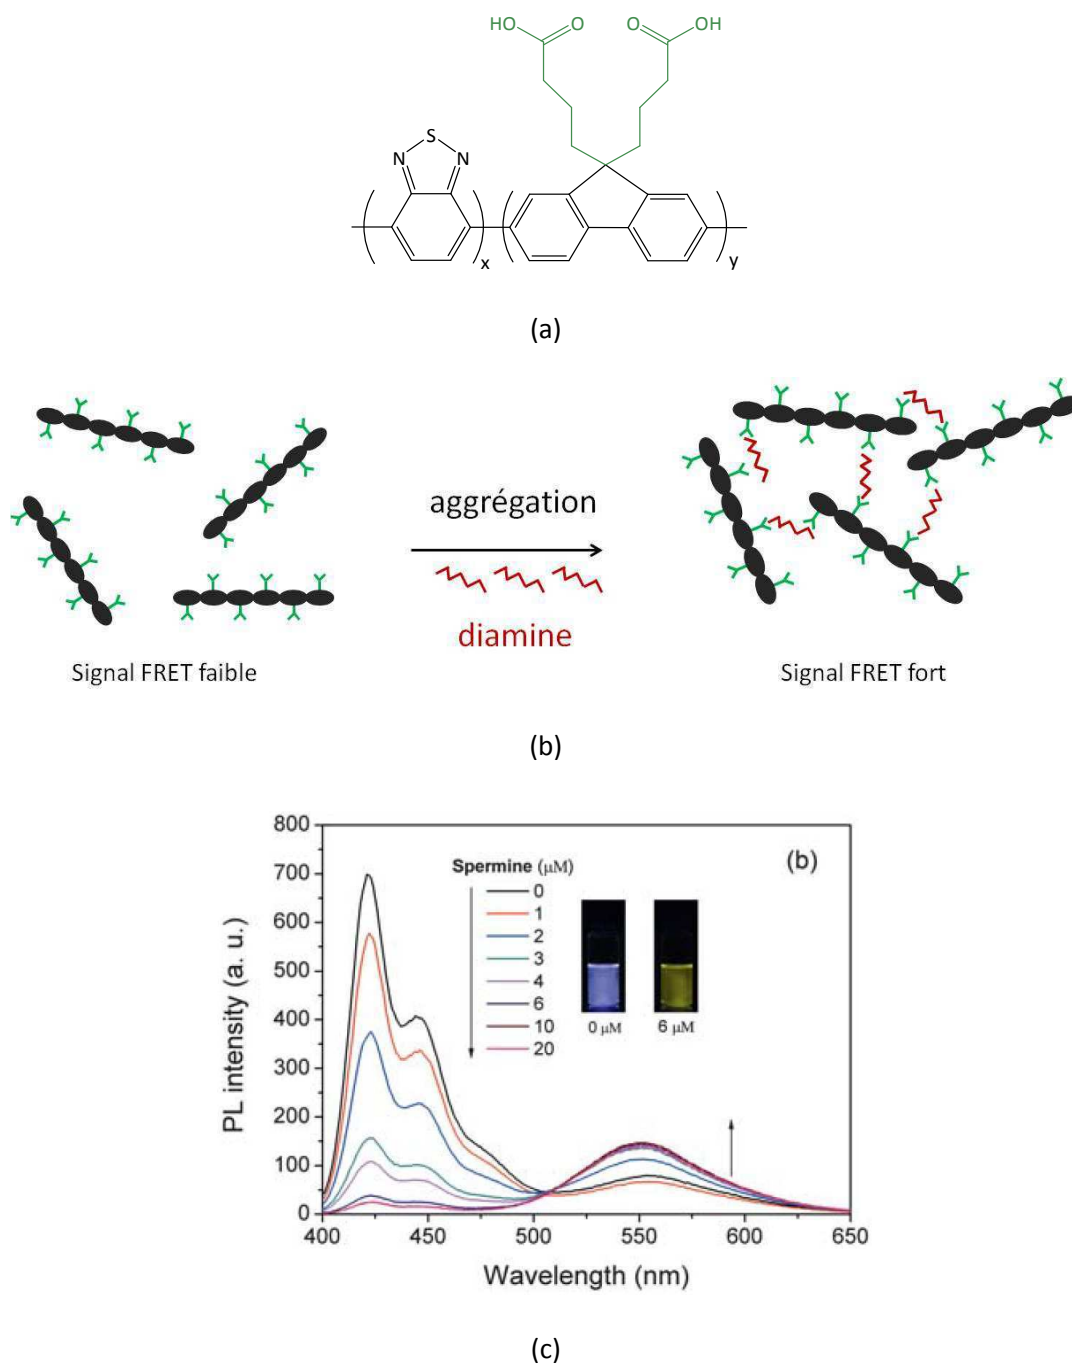 HO O O OH
S
N N
x y
(a)
aggrégation
diamine
Signal FRET faible Signal FRET fort
(b)
800
700
600
500
400
300
200
100
0
PL intensity (a. u.)
(b)
Spermine (µM)
0
1
2
3
4
6
10
20
0 µM 6 µM
400 450 500 550 600 650
Wavelength (nm)
(c)